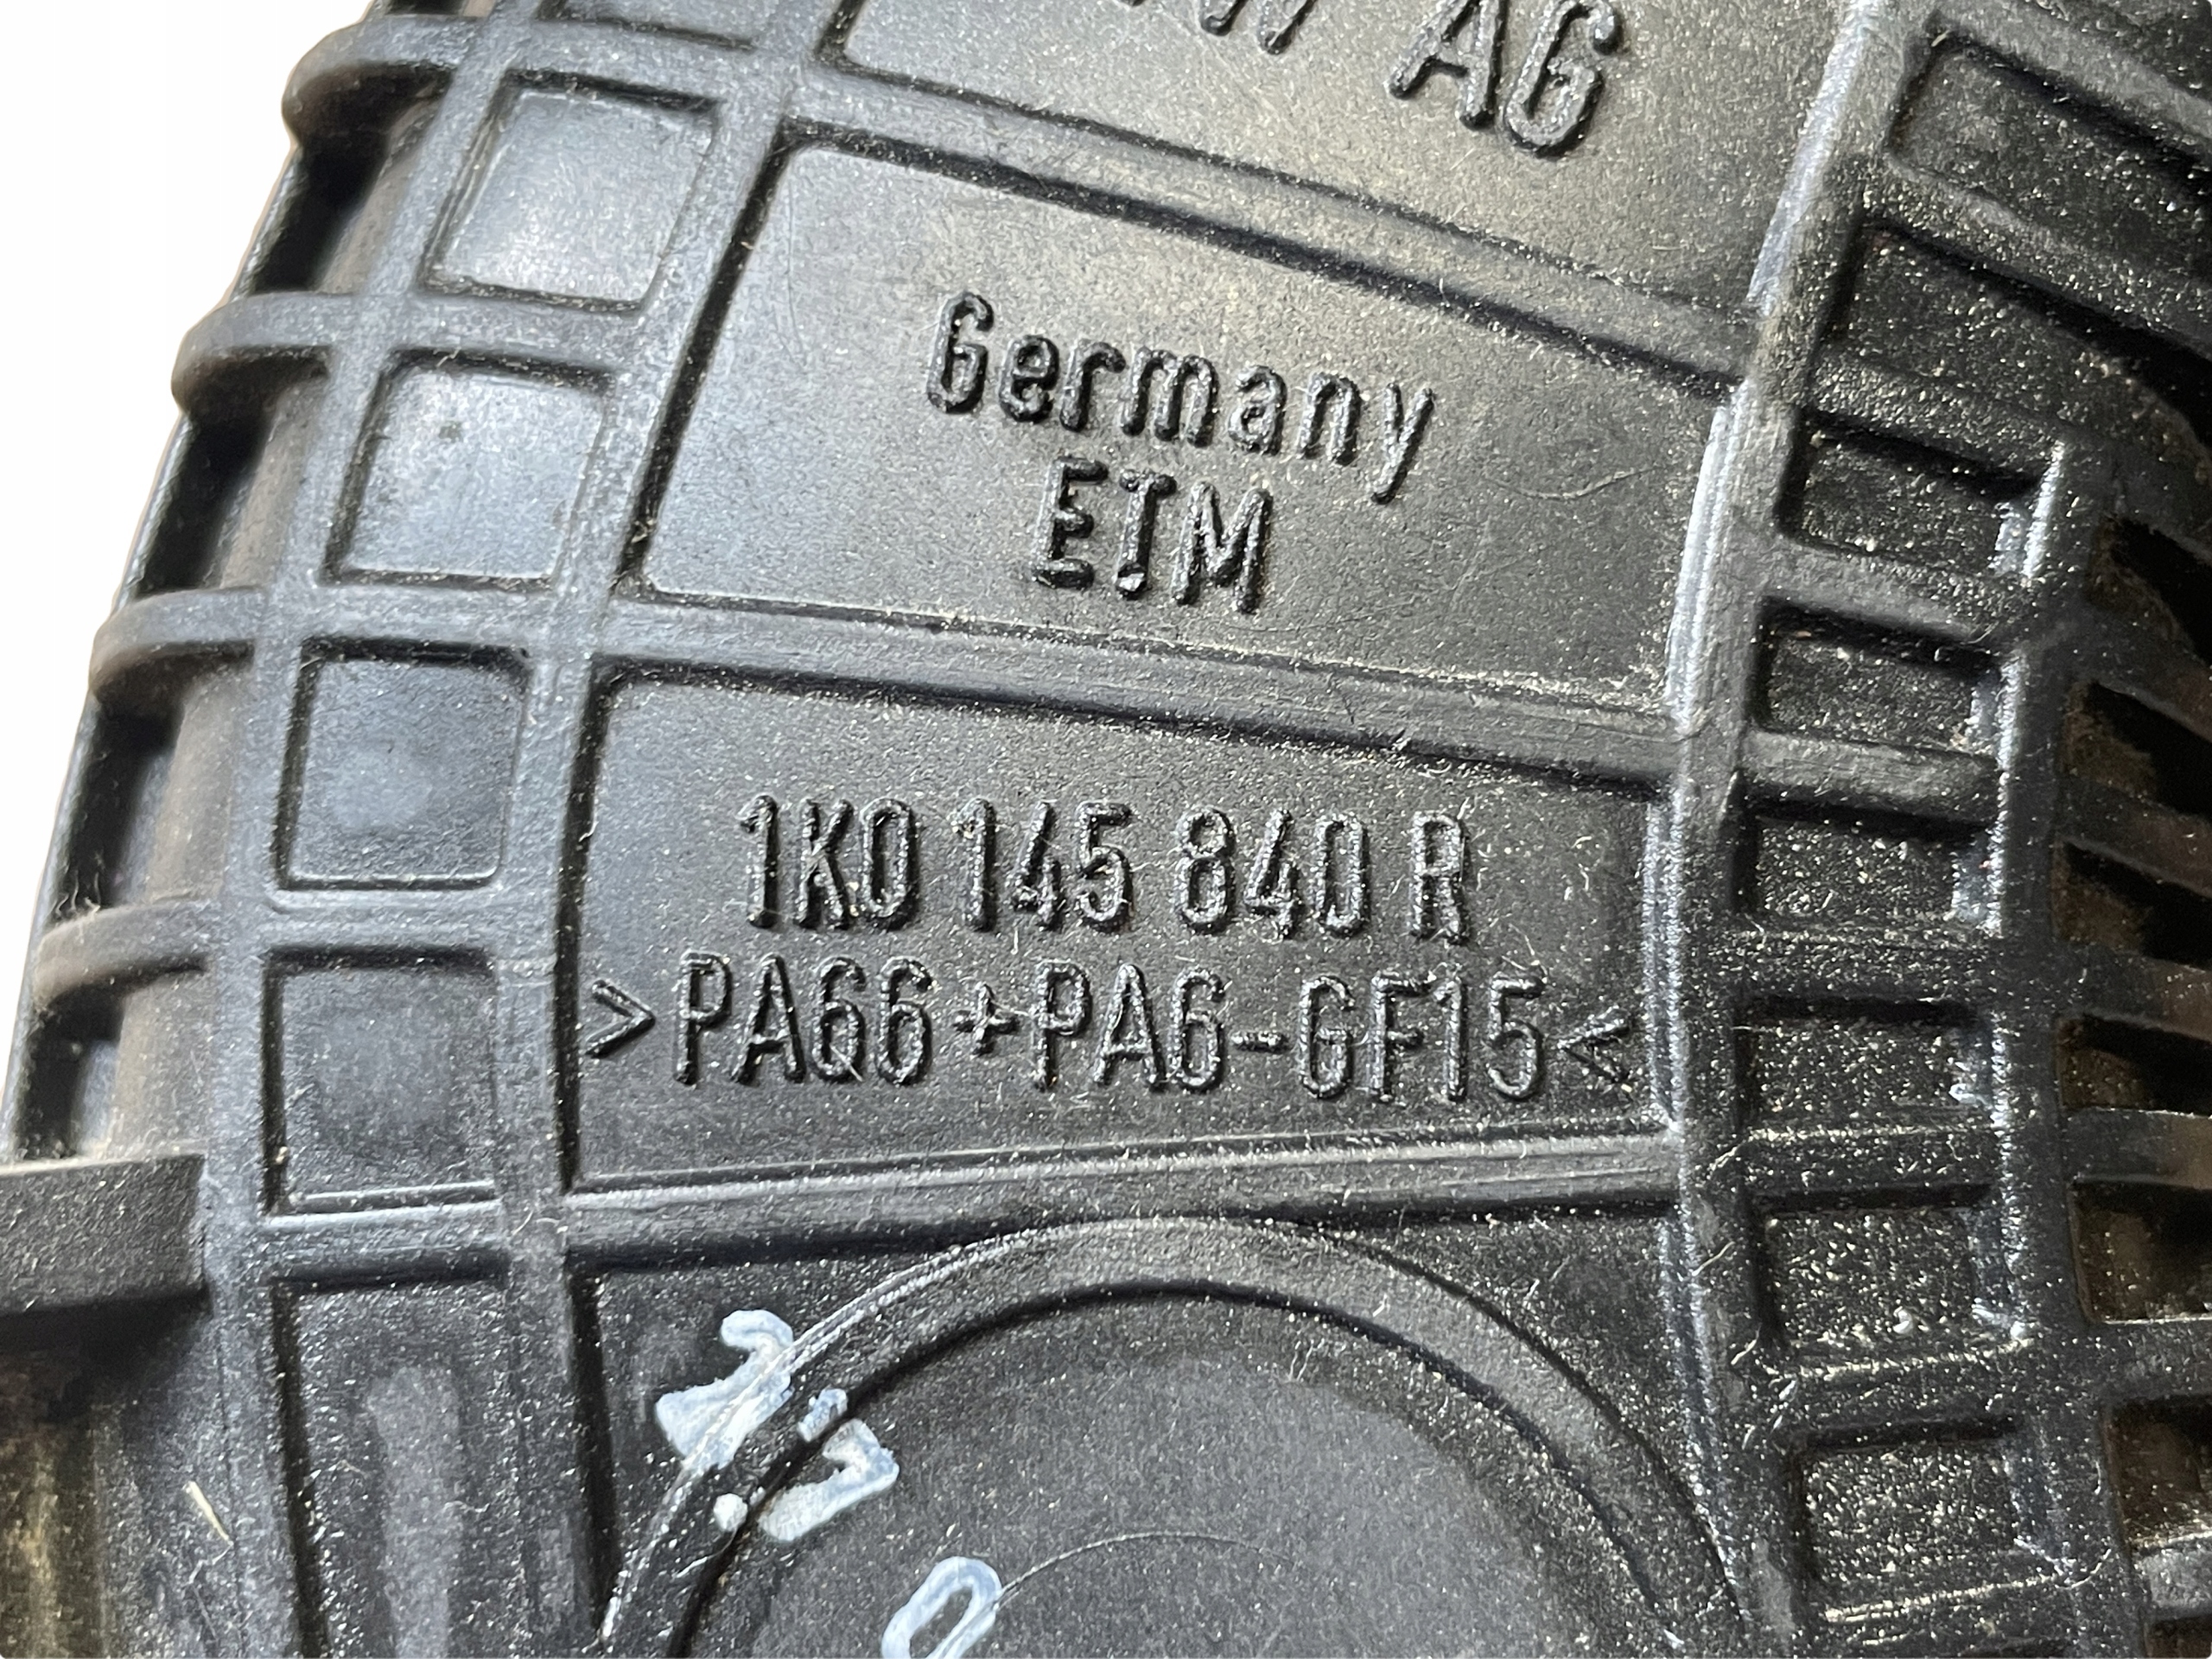 AG
Germany
ETM
1K0 145 840 R
>PA66+PA6-GF15<